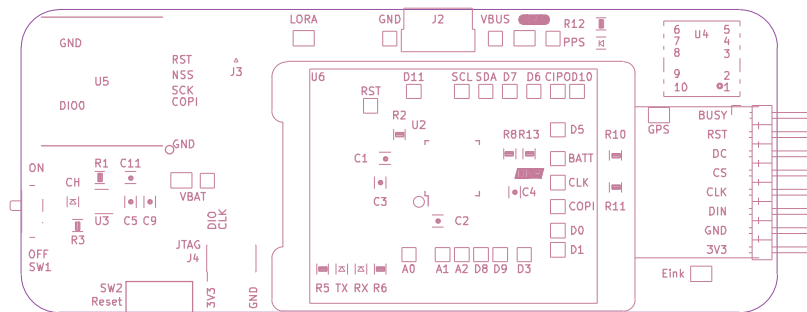 LORA
GND
J2
VBUS
R12
PPS
6 5
7 4
8 3
U4
9 2
10 1
GND
U5
DIO0
RST
NSS
SCK
COPI
GND
J3
U6
RST
D11
SCL
SDA
D7
D6
CIPO
D10
R2
U2
C1
C3
R8
R13
C4
C2
D5
BATT
CLK
COPI
D0
D1
R10
R11
GPS
BUSY
RST
DC
CS
CLK
DIN
GND
3V3
Eink
ON
CH
R1
C11
U3
C5
C9
R3
VBAT
DIO
CLK
OFF
SW1
JTAG
J4
SW2
Reset
3V3
GND
A0
A1
A2
D8
D9
D3
R5
TX
RX
R6